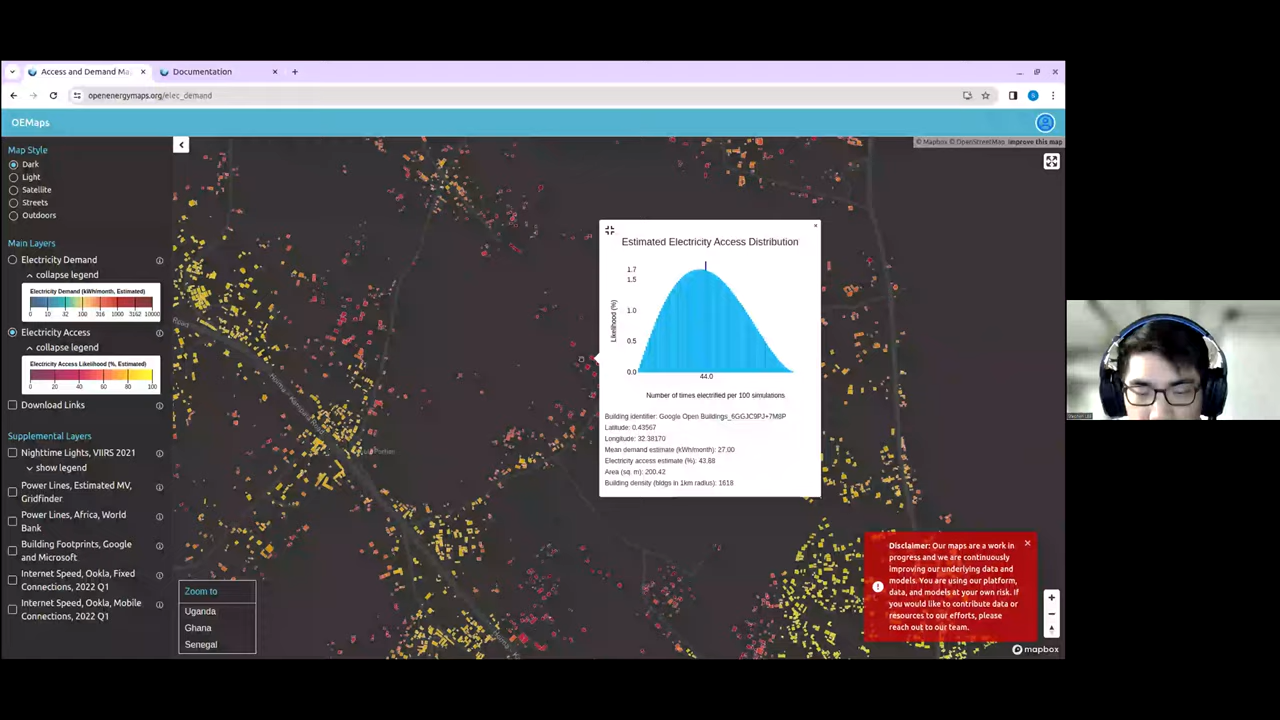 Access and Demand Ma
Documentation
openenergymaps.org/elec_demand
OEMaps
Map Style
Dark
Light
Satellite
Streets
Outdoors
Main Layers
Electricity Demand
collapse legend
Electricity Demand (kWh/month, Estimated)
0 10 32 100 316 1000 3162 10000
Electricity Access
collapse legend
Electricity Access Likelihood (%, Estimated)
0 20 40 60 80 100
Download Links
Supplemental Layers
Nighttime Lights, VIIRS 2021
show legend
Power Lines, Estimated MV,
Gridfinder
Power Lines, Africa, World
Bank
Building Footprints, Google
and Microsoft
Internet Speed, Ookla, Fixed
Connections, 2022 Q1
Internet Speed, Ookla, Mobile
Connections, 2022 Q1
Zoom to
Uganda
Ghana
Senegal
© Mapbox © OpenStreetMap Improve this map
Estimated Electricity Access Distribution
Likelihood (%)
1.7
1.5
1.0
0.5
0.0
44.0
Number of times electrified per 100 simulations
Building identifier: Google Open Buildings_6GGJC9PJ+7M8P
Latitude: 0.43567
Longitude: 32.38170
Mean demand estimate (kWh/month): 27.00
Electricity access estimate (%): 43.68
Area (sq. m): 200.42
Building density (bldgs in 1km radius): 1618
Disclaimer: Our maps are a work in
progress and we are continuously
improving our underlying data and
models. You are using our platform,
data, and models at your own risk. If
you would like to contribute data or
resources to our efforts, please
reach out to our team.
mapbox